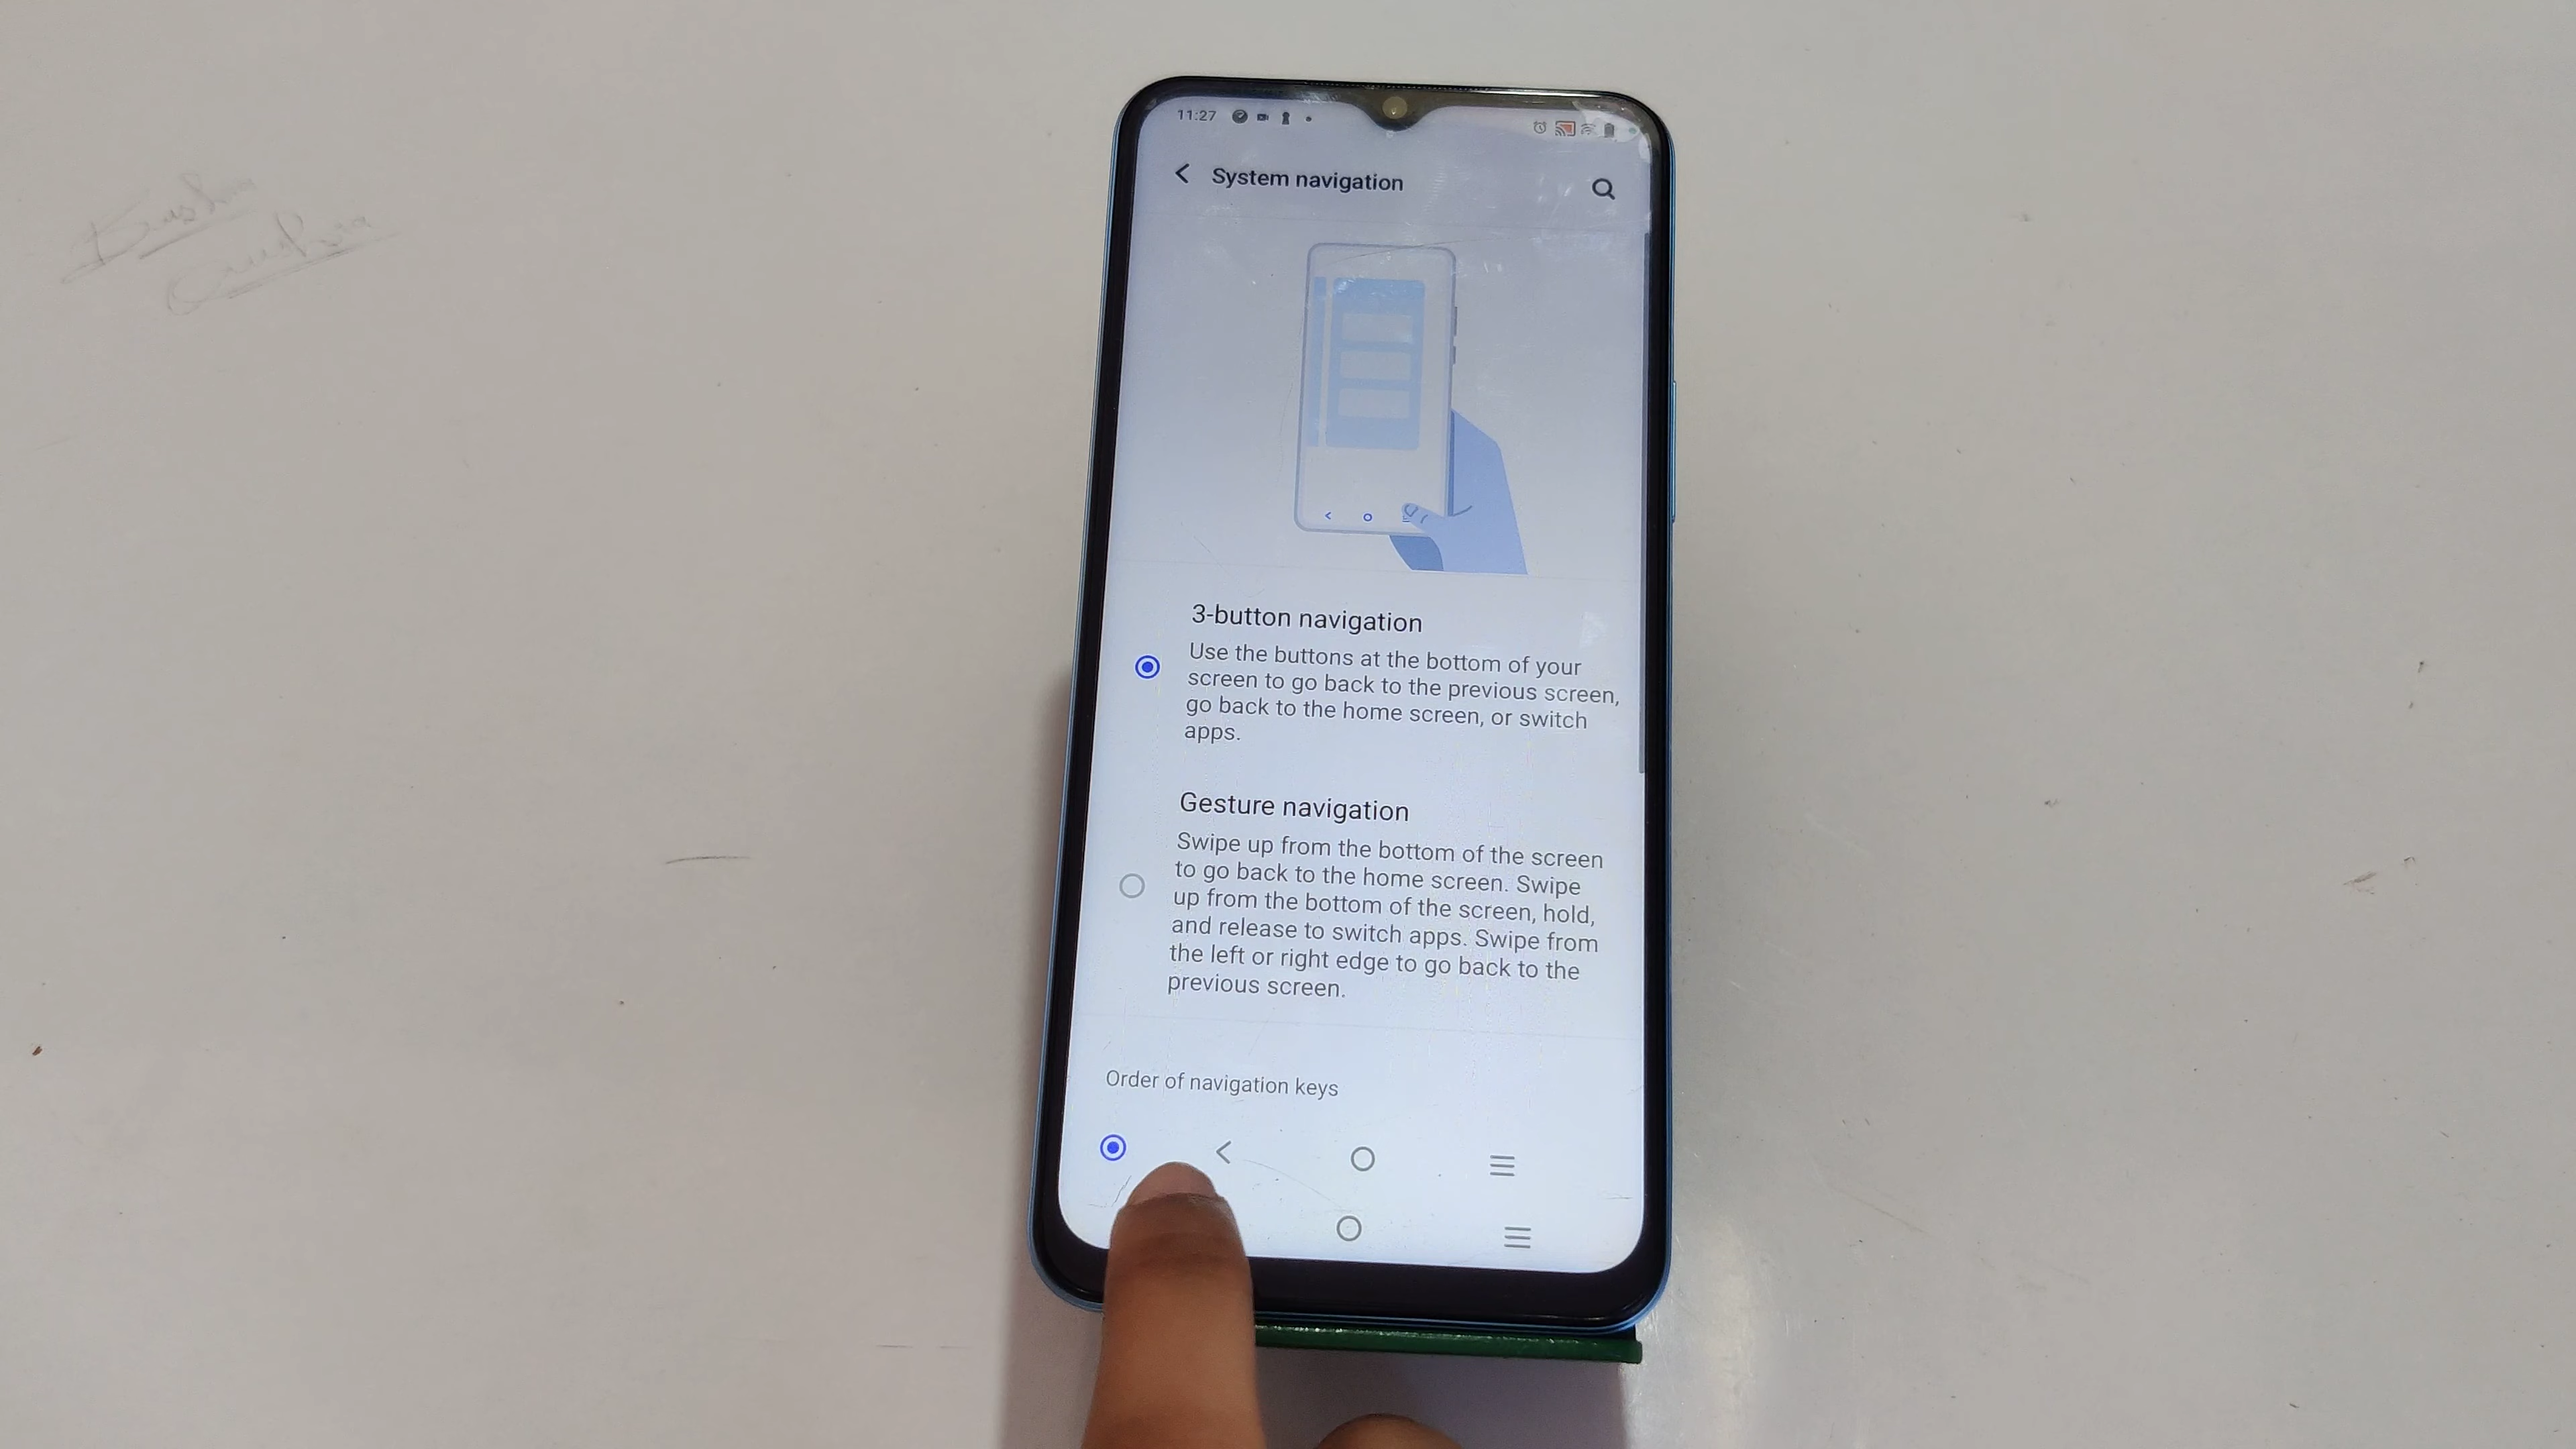 11:27
System navigation
3-button navigation
Use the buttons at the bottom of your
screen to go back to the previous screen,
go back to the home screen, or switch
apps.
Gesture navigation
Swipe up from the bottom of the screen
to go back to the home screen. Swipe
up from the bottom of the screen, hold,
and release to switch apps. Swipe from
the left or right edge to go back to the
previous screen.
Order of navigation keys